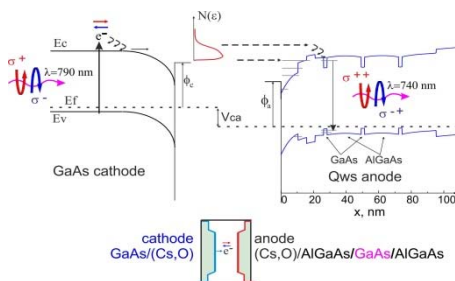 N(ε)
e⁻
Ec
σ+
λ=790 nm
σ-
Ef
Ev
ϕc
Vca
ϕa
σ++
λ=740 nm
σ-+
GaAs
AlGaAs
GaAs cathode
Qws anode
0 20 40 60 80 100
x, nm
cathode
GaAs/(Cs,O)
e⁻
anode
(Cs,O)/AlGaAs/GaAs/AlGaAs